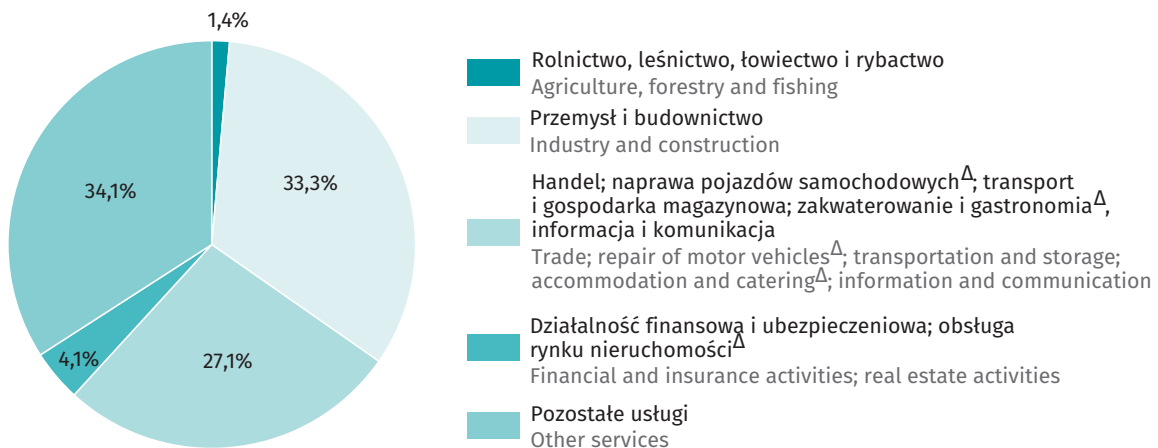 1,4%
33,3%
34,1%
4,1%
27,1%
Rolnictwo, leśnictwo, łowiectwo i rybactwo
Agriculture, forestry and fishing
Przemysł i budownictwo
Industry and construction
Handel; naprawa pojazdów samochodowychΔ; transport
i gospodarka magazynowa; zakwaterowanie i gastronomiaΔ,
informacja i komunikacja
Trade; repair of motor vehiclesΔ; transportation and storage;
accommodation and cateringΔ; information and communication
Działalność finansowa i ubezpieczeniowa; obsługa
rynku nieruchomościΔ
Financial and insurance activities; real estate activities
Pozostałe usługi
Other services